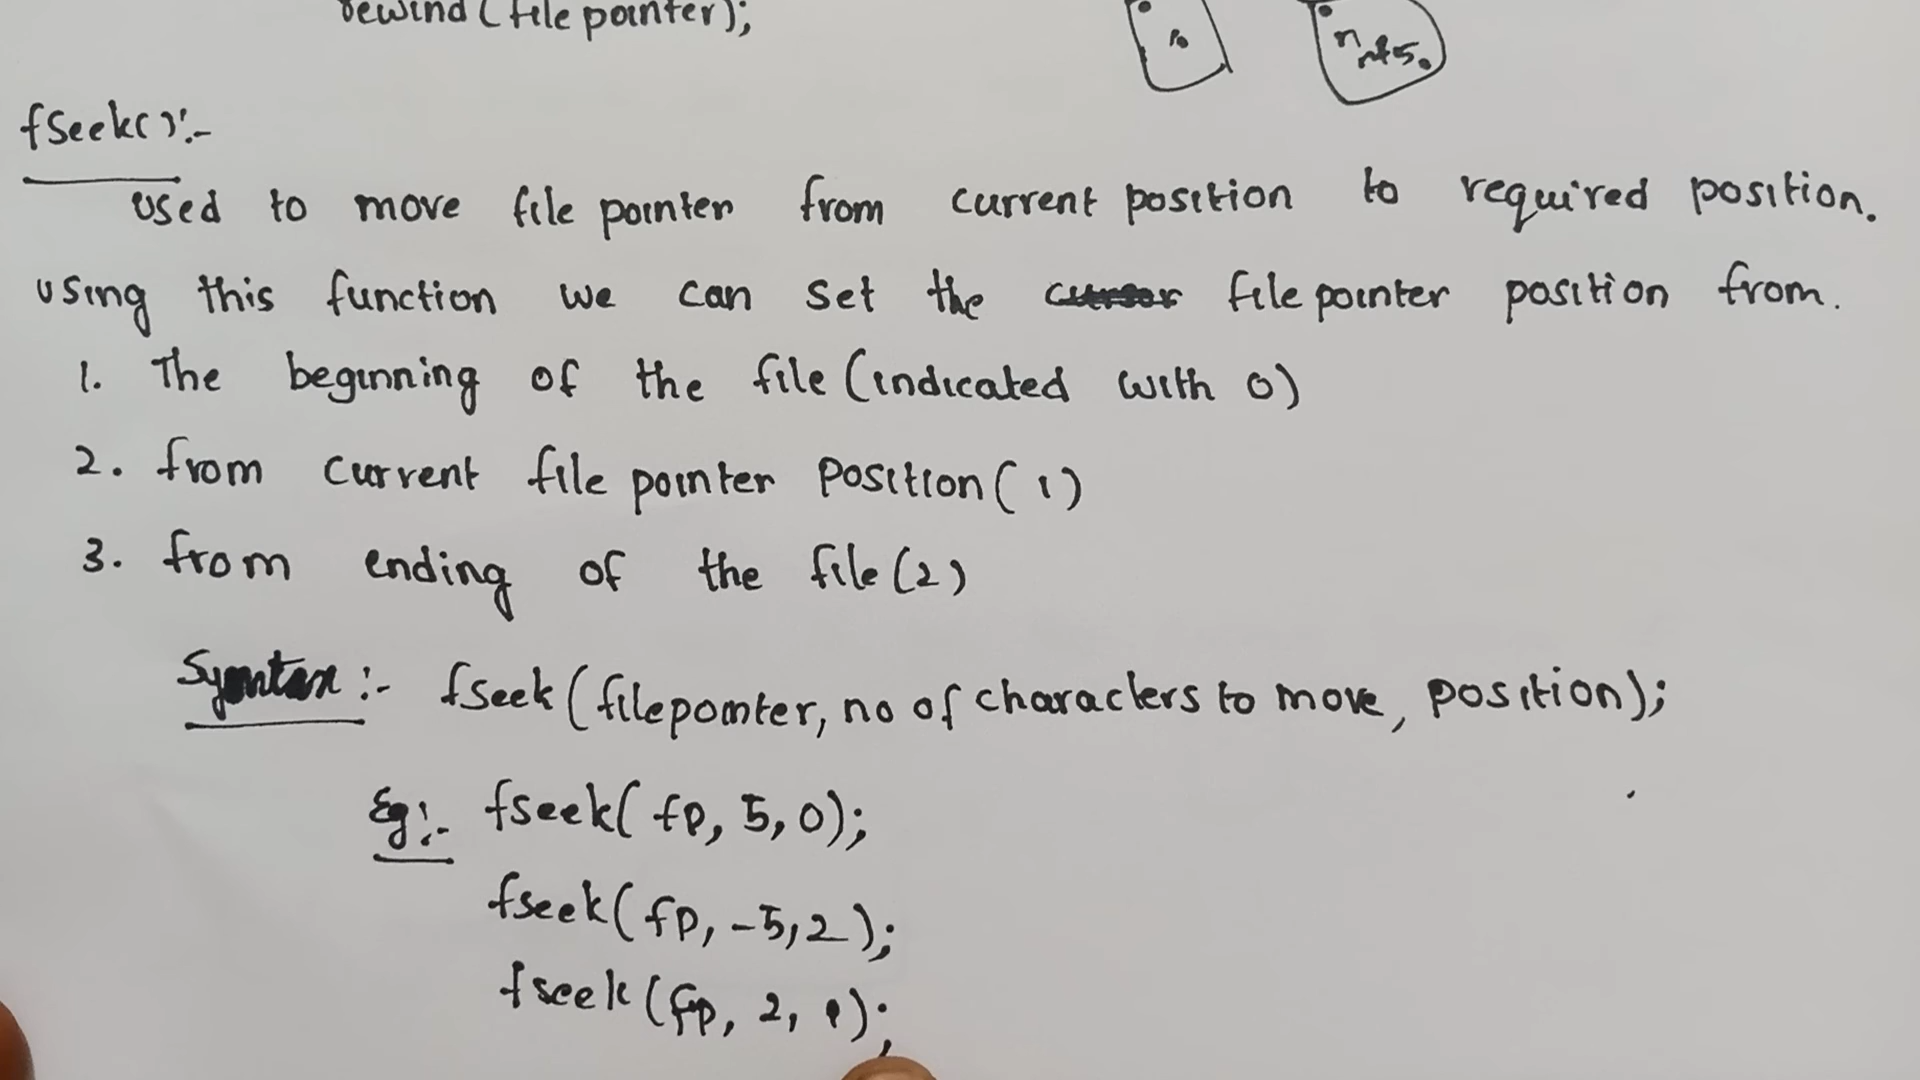 rewind(file pointer);
fseek():-
used to move file pointer from current position to required position.
using this function we can set the file pointer position from.
1. The beginning of the file (indicated with 0)
2. from current file pointer position(1)
3. from ending of the file(2)
Syntax:- fseek(filepointer, no of characters to move, position);
Eg:- fseek(fp, 5, 0);
fseek(fp, -5, 2);
fseek(fp, 2, 1);